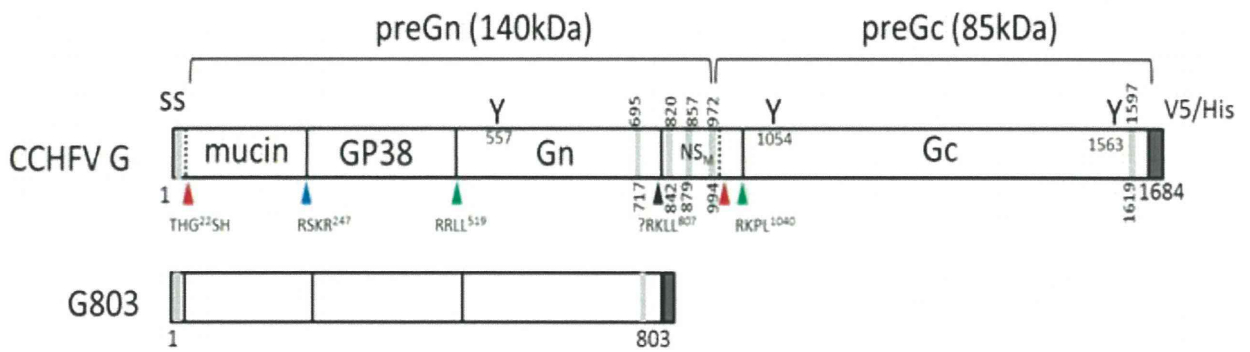 preGn (140kDa) preGc (85kDa)
SS Y 695 820 857 972 Y Y 1597 V5/His
CCHFV G mucin GP38 557 Gn NSM 1054 Gc 1563
1 717 842 879 994 1619 1684
THG²²SH RSKR²⁴⁷ RRLL⁵¹⁹ ?RKLL⁸⁰⁷ RKPL¹⁰⁴⁰
G803
1 803